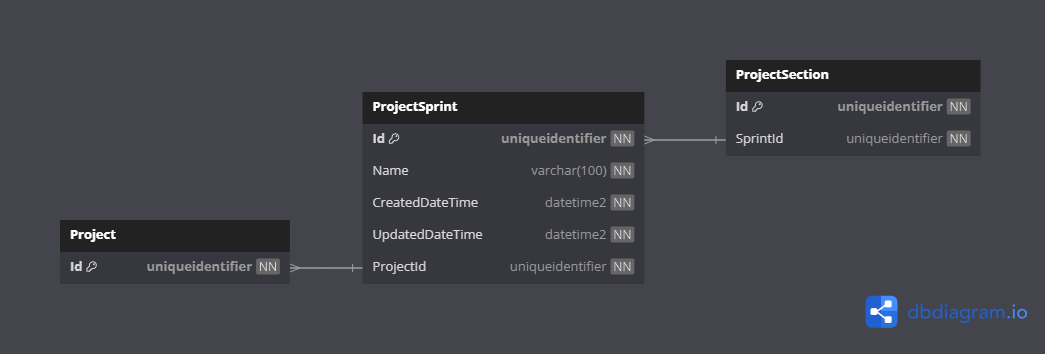 ProjectSection
Id uniqueidentifier NN
SprintId uniqueidentifier NN
ProjectSprint
Id uniqueidentifier NN
Name varchar(100) NN
CreatedDateTime datetime2 NN
UpdatedDateTime datetime2 NN
ProjectId uniqueidentifier NN
Project
Id uniqueidentifier NN
dbdiagram.io